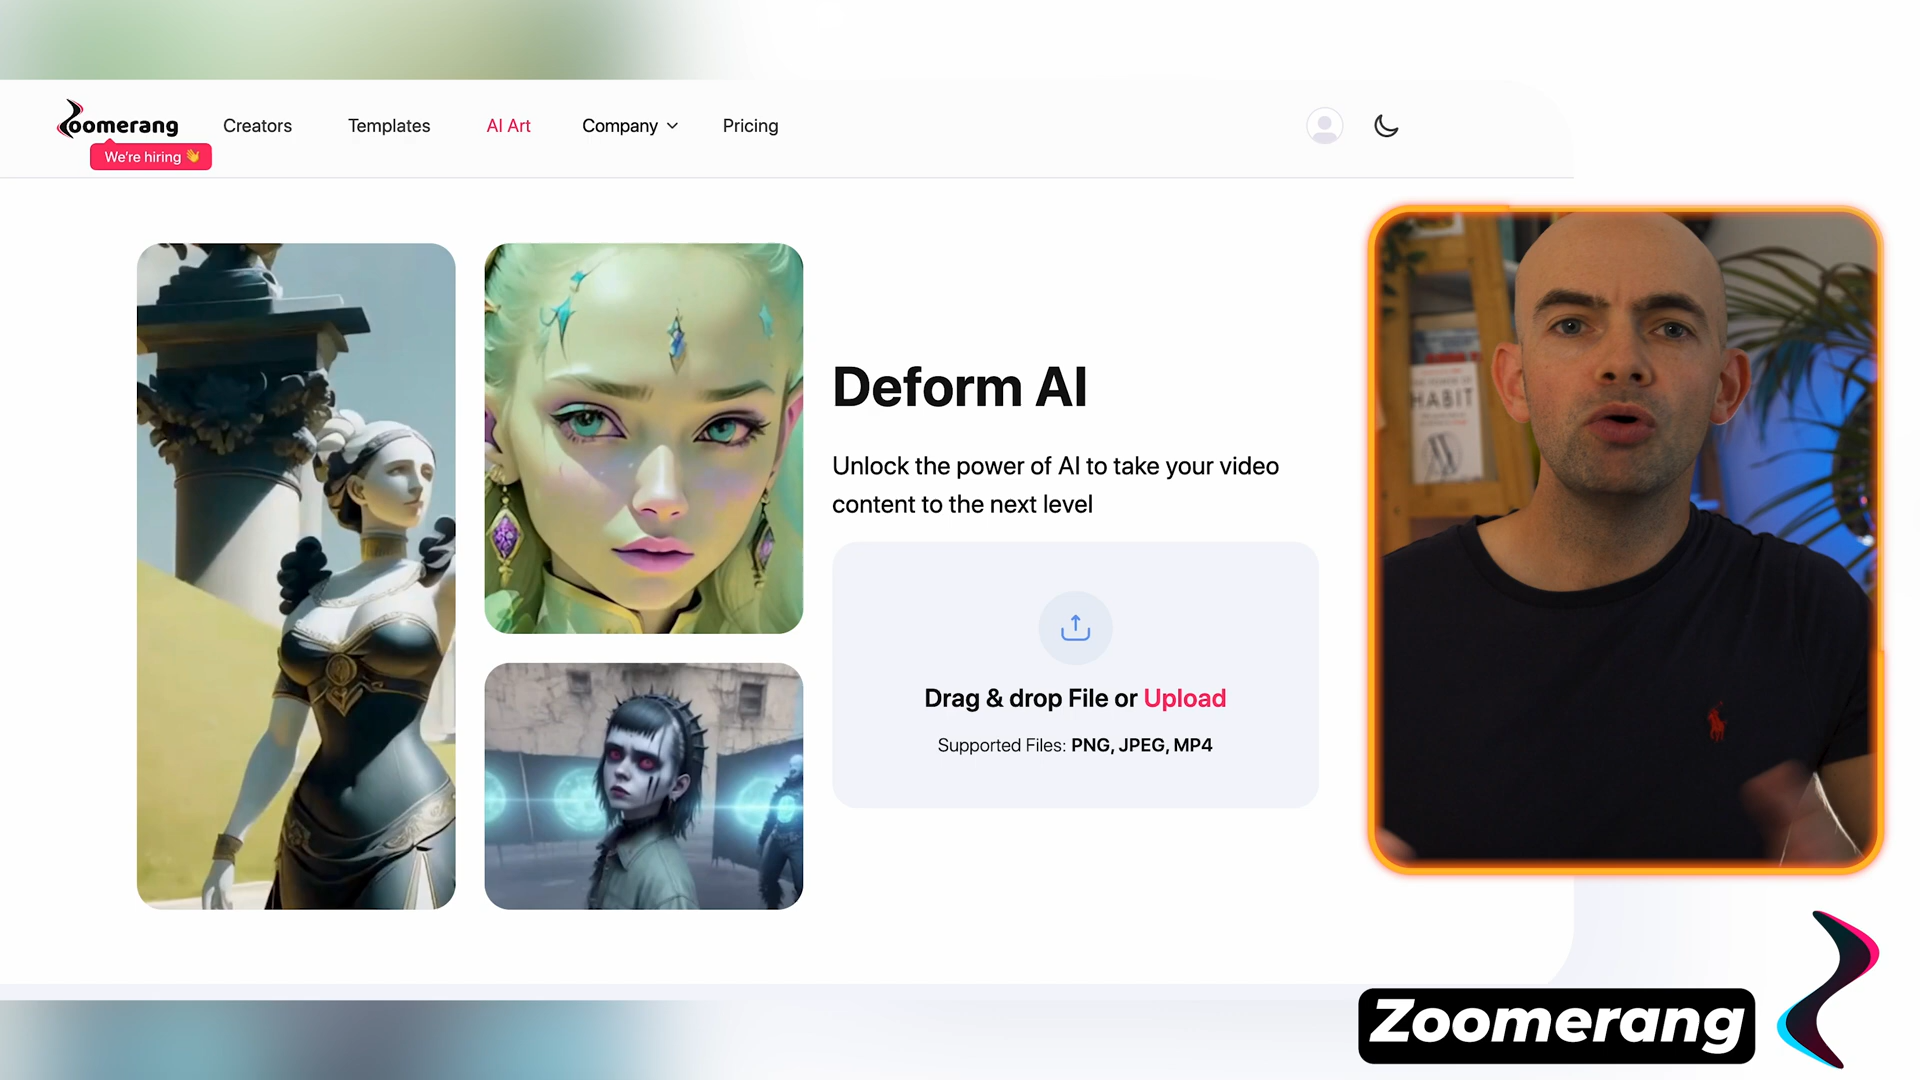 Zoomerang
Creators
Templates
AI Art
Company
Pricing
We're hiring 👋
Deform AI
Unlock the power of AI to take your video
content to the next level
Drag & drop File or Upload
Supported Files: PNG, JPEG, MP4
HABIT
Zoomerang